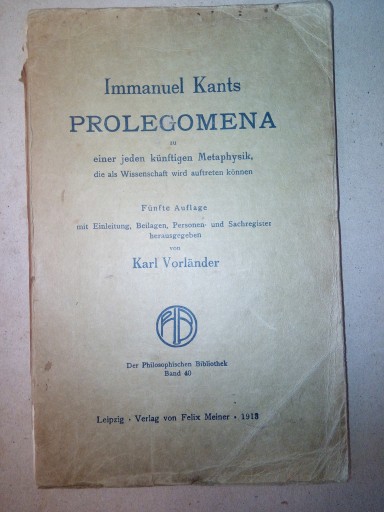 Immanuel Kants
PROLEGOMENA
zu
einer jeden künftigen Metaphysik,
die als Wissenschaft wird auftreten können
Fünfte Auflage
mit Einleitung, Beilagen, Personen- und Sachregister
herausgegeben
von
Karl Vorländer
Der Philosophischen Bibliothek
Band 40
Leipzig · Verlag von Felix Meiner · 1913